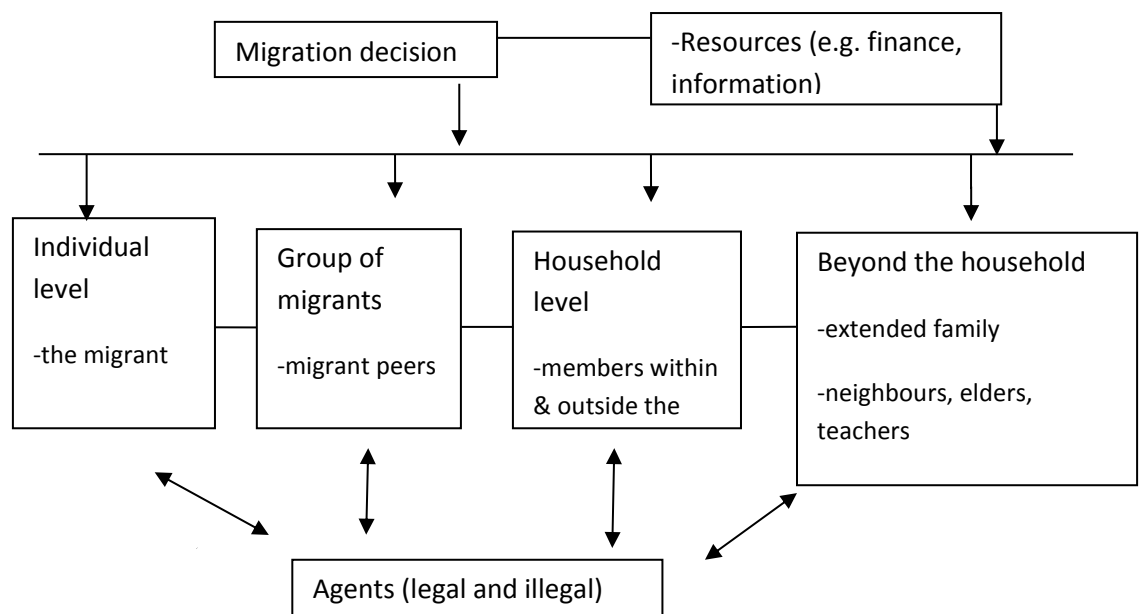 Migration decision
-Resources (e.g. finance,
information)
Individual
level
-the migrant
Group of
migrants
-migrant peers
Household
level
-members within
& outside the
Beyond the household
-extended family
-neighbours, elders,
teachers
Agents (legal and illegal)